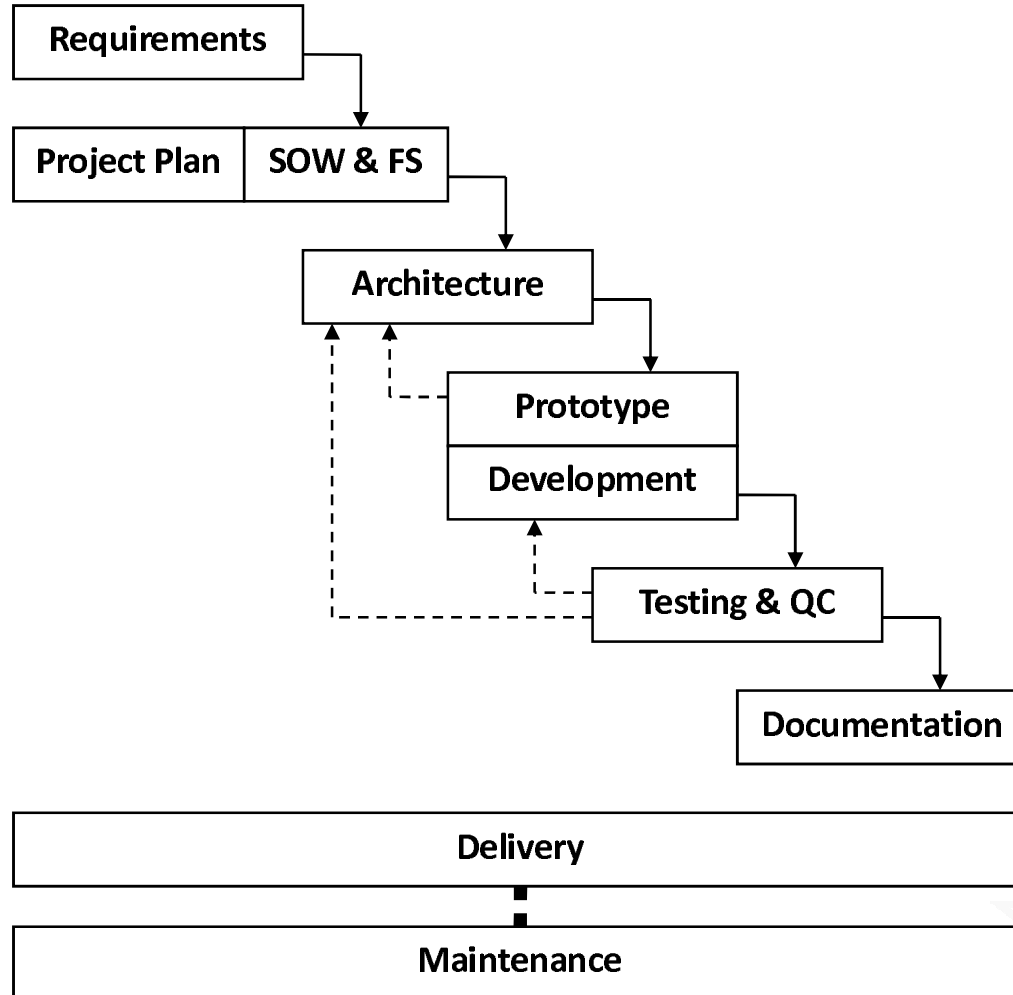 Requirements
Project Plan
SOW & FS
Architecture
Prototype
Development
Testing & QC
Documentation
Delivery
Maintenance